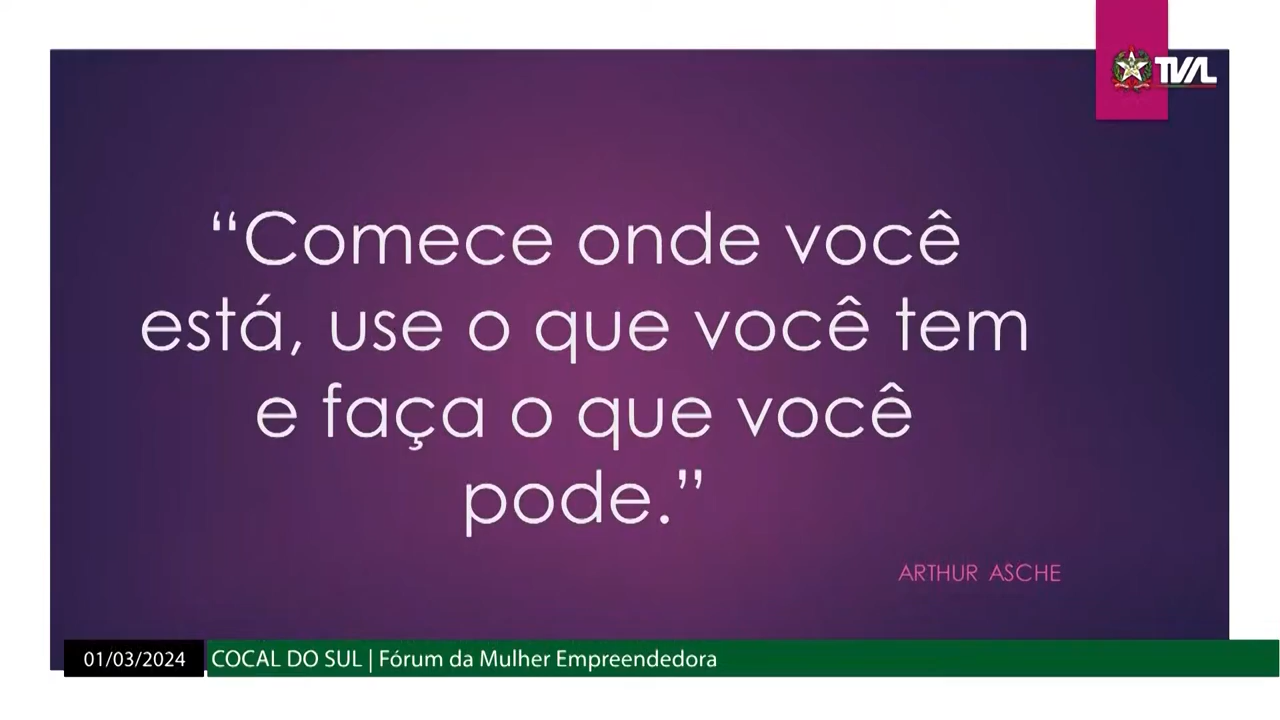 TVAL
“Comece onde você
está, use o que você tem
e faça o que você
pode.”
ARTHUR ASCHE
01/03/2024
COCAL DO SUL | Fórum da Mulher Empreendedora